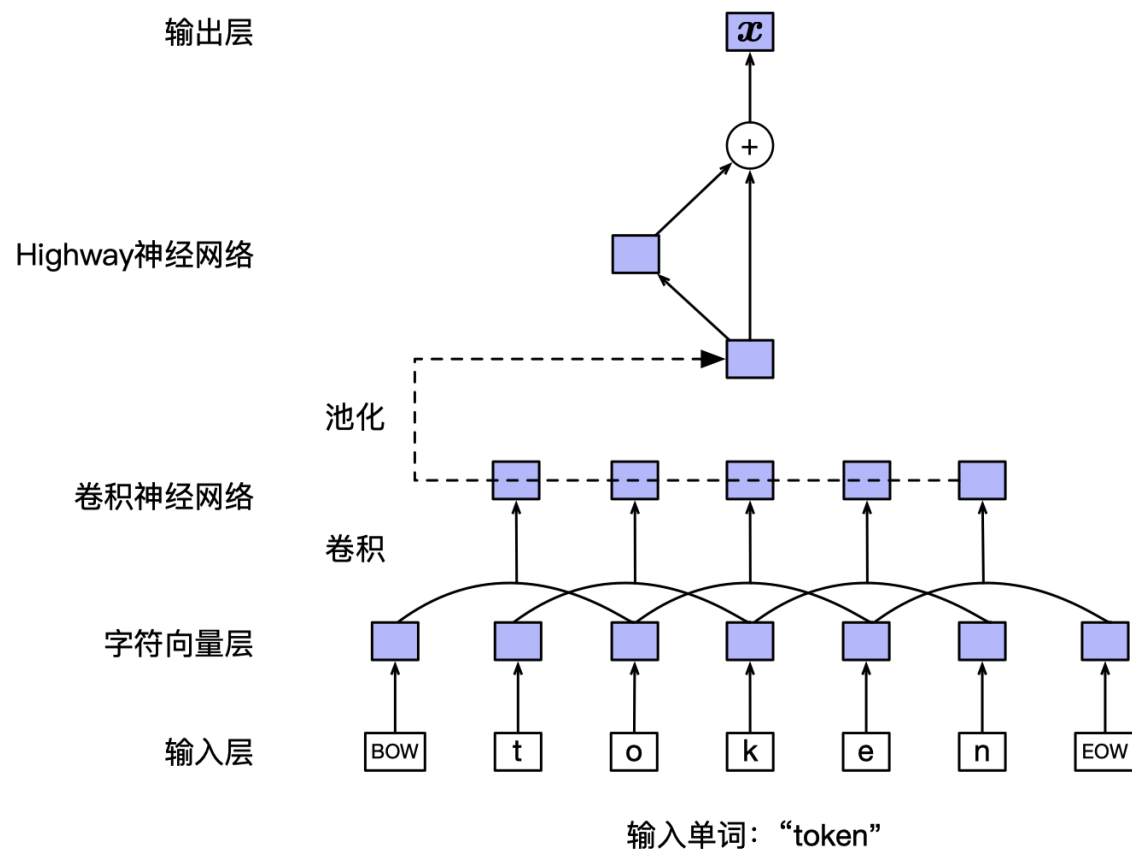 输出层
x
+
Highway神经网络
池化
卷积神经网络
卷积
字符向量层
输入层
BOW t o k e n EOW
输入单词：“token”